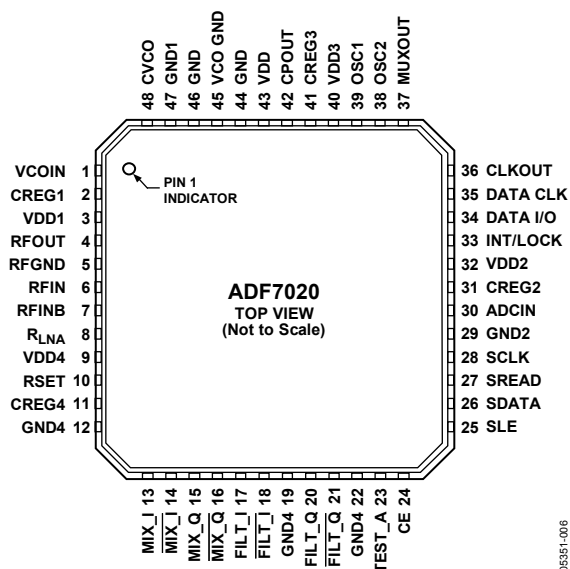 48 CVCO
47 GND1
46 GND
45 VCO GND
44 GND
43 VDD
42 CPOUT
41 CREG3
40 VDD3
39 OSC1
38 OSC2
37 MUXOUT
VCOIN 1
CREG1 2
VDD1 3
RFOUT 4
RFGND 5
RFIN 6
RFINB 7
RLNA 8
VDD4 9
RSET 10
CREG4 11
GND4 12
PIN 1
INDICATOR
ADF7020
TOP VIEW
(Not to Scale)
36 CLKOUT
35 DATA CLK
34 DATA I/O
33 INT/LOCK
32 VDD2
31 CREG2
30 ADCIN
29 GND2
28 SCLK
27 SREAD
26 SDATA
25 SLE
MIX_I 13
M̅I̅X̅_̅I̅ 14
MIX_Q 15
M̅I̅X̅_̅Q̅ 16
FILT_I 17
F̅I̅L̅T̅_̅I̅ 18
GND4 19
FILT_Q 20
F̅I̅L̅T̅_̅Q̅ 21
GND4 22
TEST_A 23
CE 24
05351-006